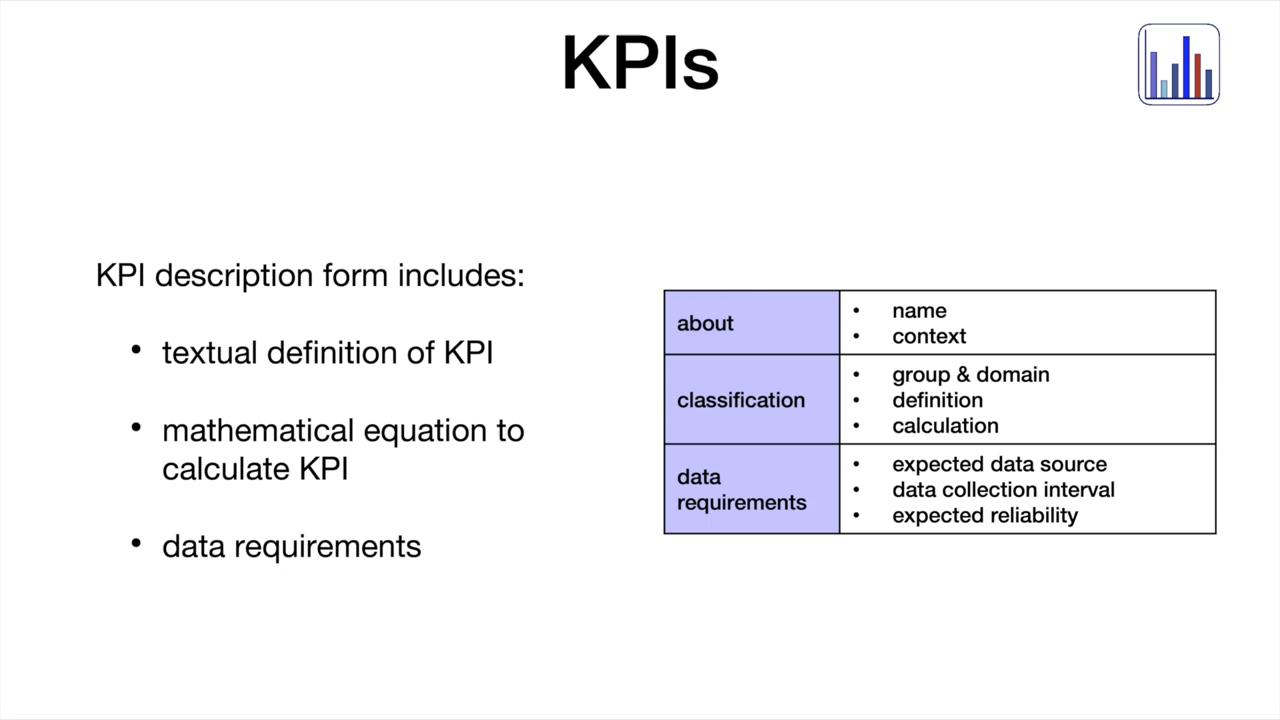 KPIs
KPI description form includes:
• textual definition of KPI
• mathematical equation to
calculate KPI
• data requirements
about
• name
• context
classification
• group & domain
• definition
• calculation
data
requirements
• expected data source
• data collection interval
• expected reliability